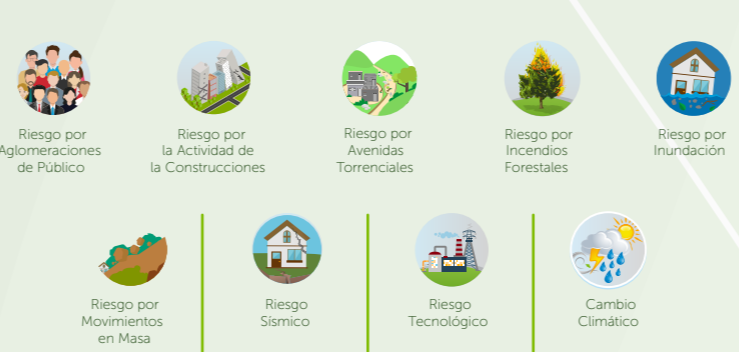 Riesgo por
Aglomeraciones
de Público
Riesgo por
la Actividad de
la Construcciones
Riesgo por
Avenidas
Torrenciales
Riesgo por
Incendios
Forestales
Riesgo por
Inundación
Riesgo por
Movimientos
en Masa
Riesgo
Sísmico
Riesgo
Tecnológico
Cambio
Climático